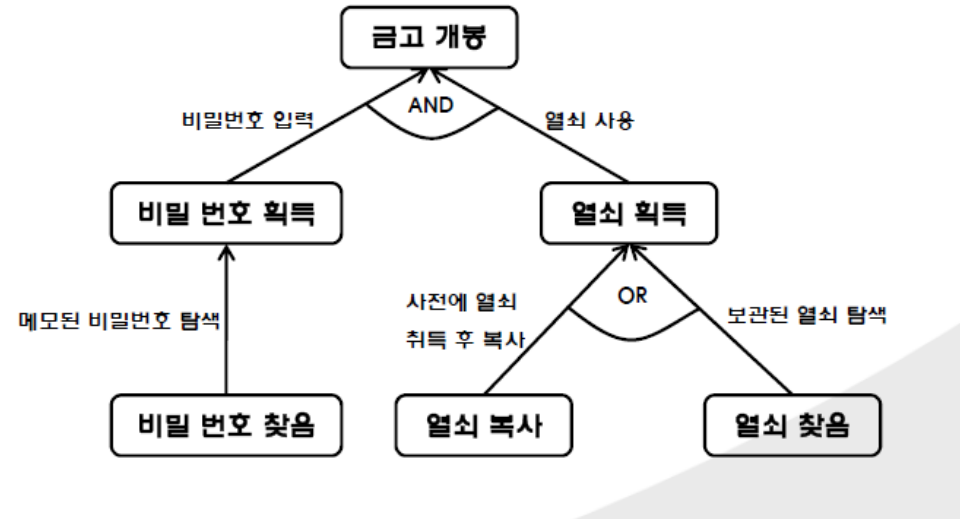 금고 개봉
AND
비밀번호 입력
열쇠 사용
비밀 번호 획득
열쇠 획득
메모된 비밀번호 탐색
사전에 열쇠
취득 후 복사
OR
보관된 열쇠 탐색
비밀 번호 찾음
열쇠 복사
열쇠 찾음